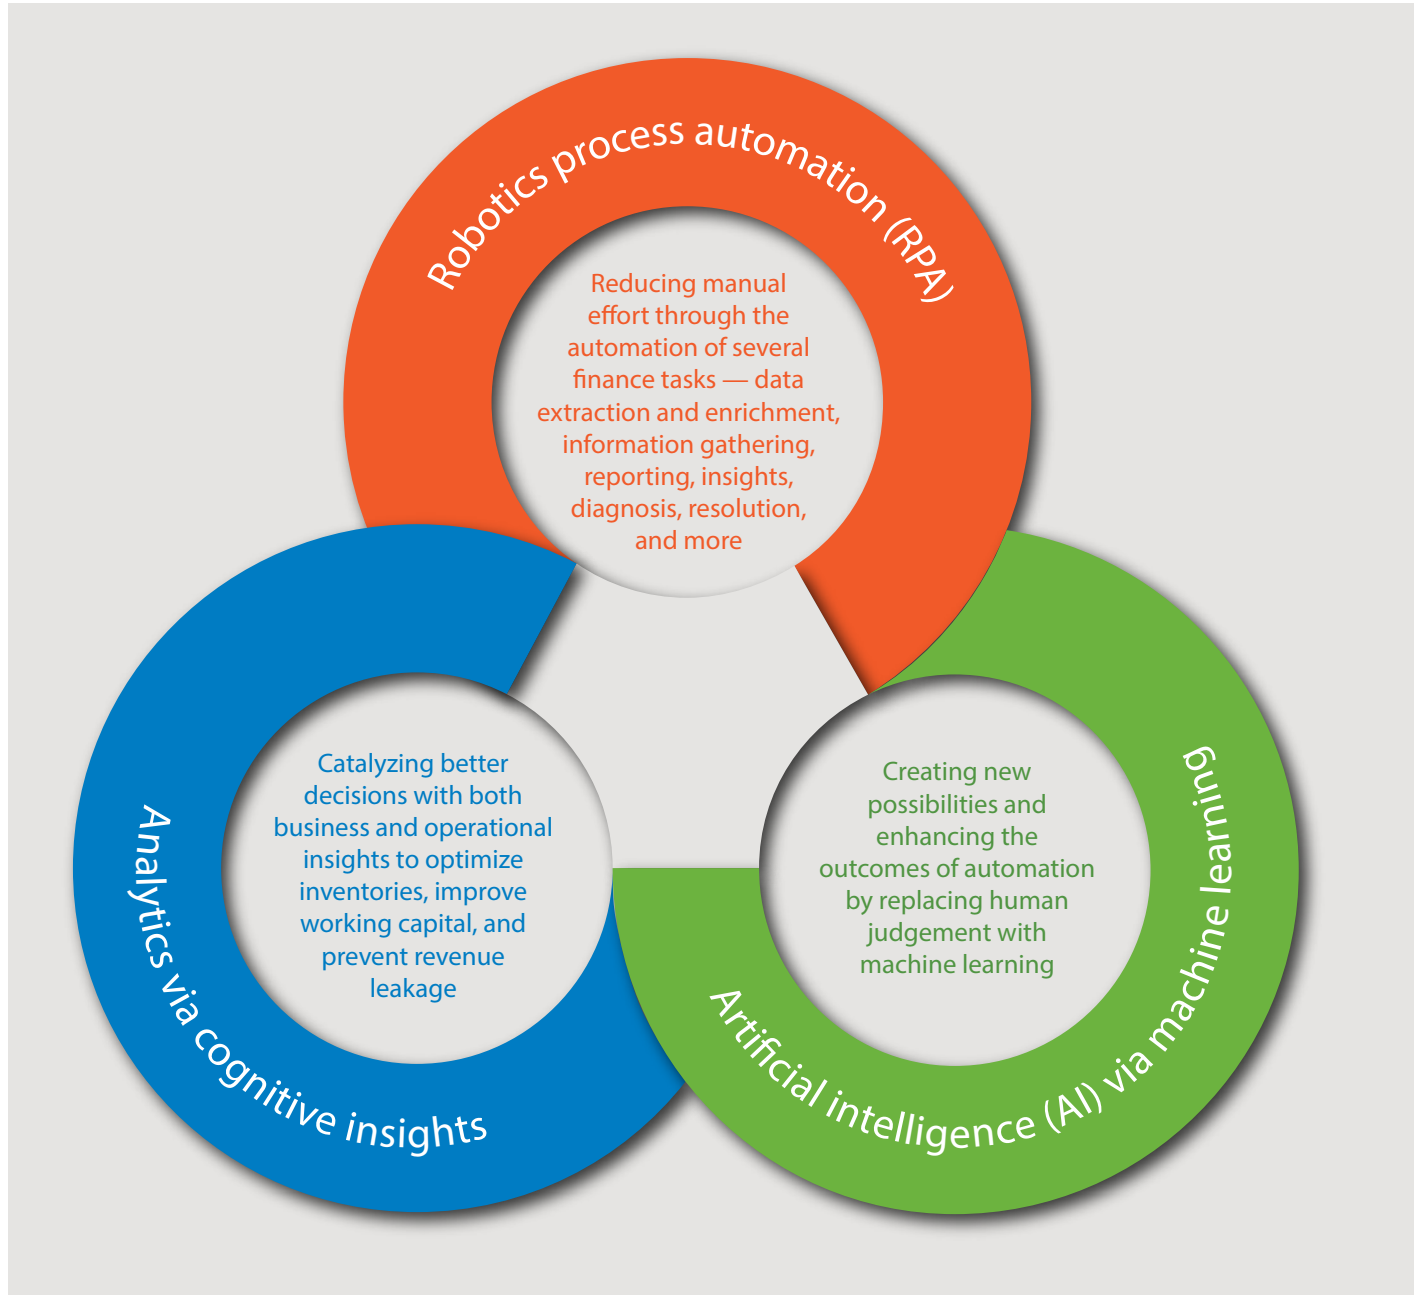 Robotics process automation (RPA)
Reducing manual
effort through the
automation of several
finance tasks — data
extraction and enrichment,
information gathering,
reporting, insights,
diagnosis, resolution,
and more
Analytics via cognitive insights
Catalyzing better
decisions with both
business and operational
insights to optimize
inventories, improve
working capital, and
prevent revenue
leakage
Artificial intelligence (AI) via machine learning
Creating new
possibilities and
enhancing the
outcomes of automation
by replacing human
judgement with
machine learning